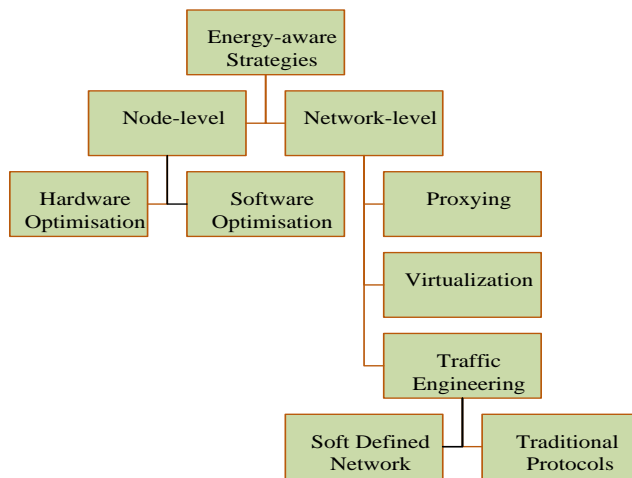 Energy-aware
Strategies
Node-level
Network-level
Hardware
Optimisation
Software
Optimisation
Proxying
Virtualization
Traffic
Engineering
Soft Defined
Network
Traditional
Protocols